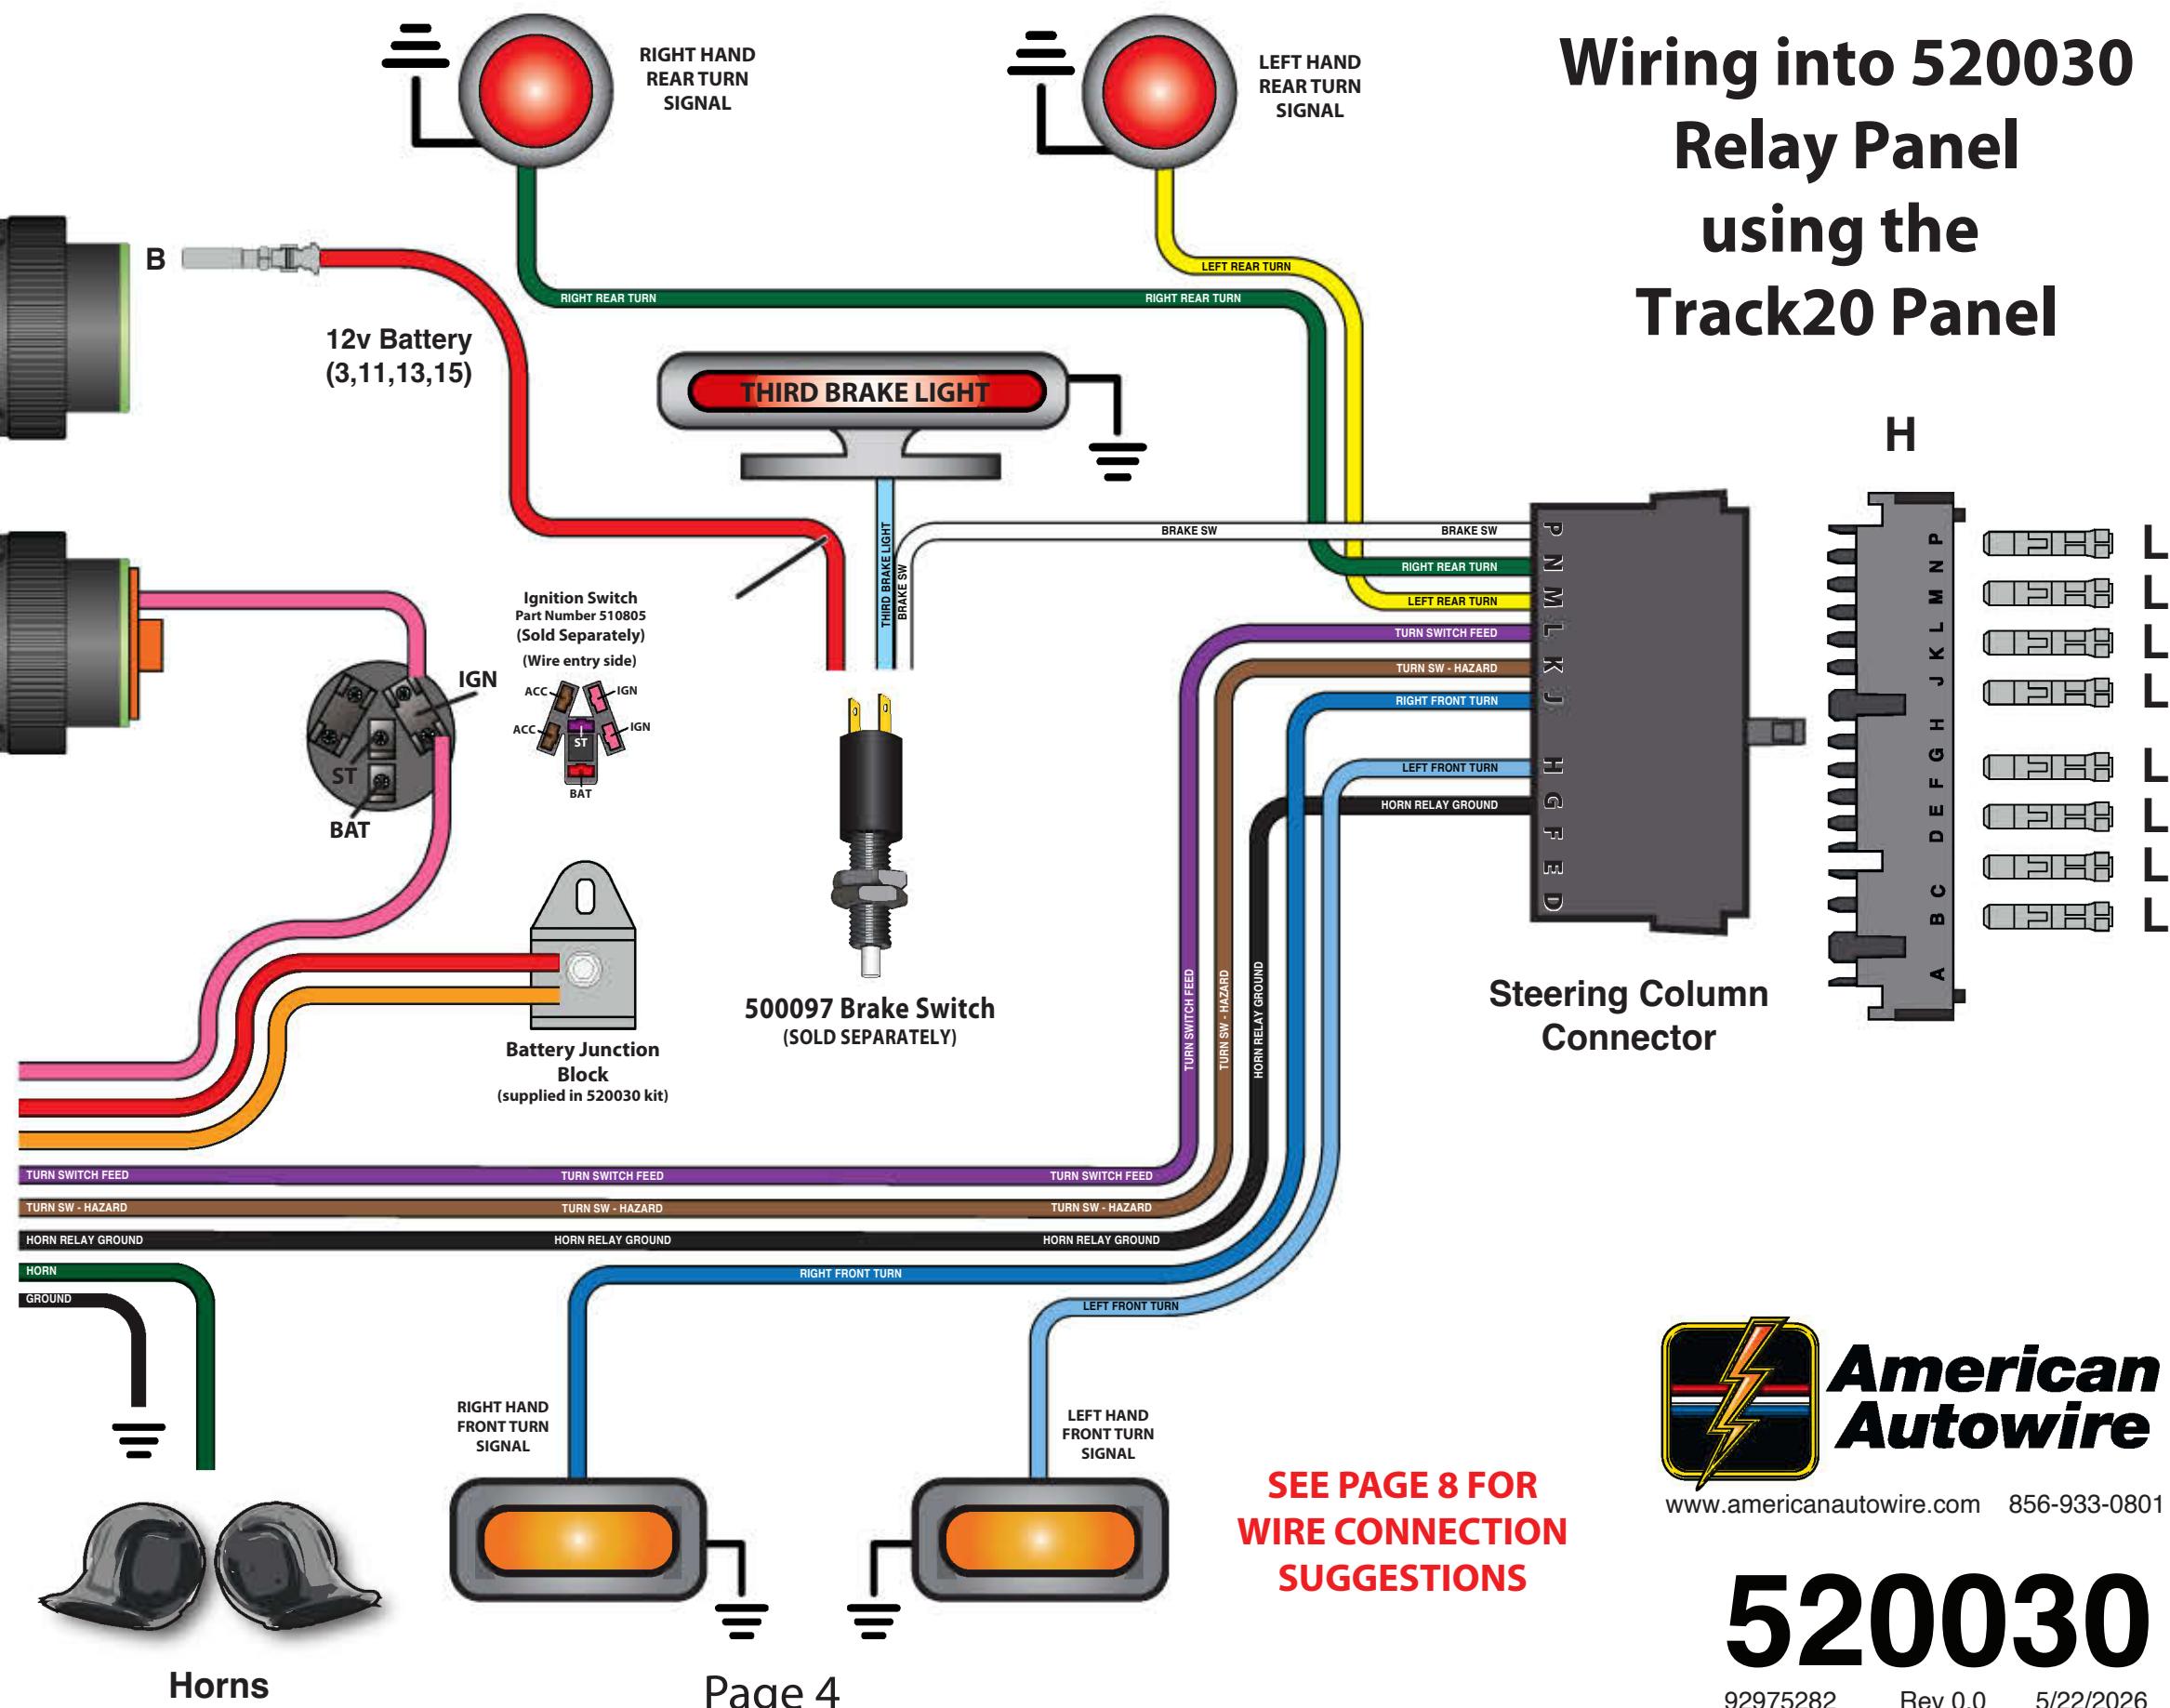 Wiring into 520030
Relay Panel
using the
Track20 Panel
RIGHT HAND
REAR TURN
SIGNAL
LEFT HAND
REAR TURN
SIGNAL
B
12v Battery
(3,11,13,15)
LEFT REAR TURN
RIGHT REAR TURN
RIGHT REAR TURN
THIRD BRAKE LIGHT
THIRD BRAKE LIGHT
BRAKE SW
BRAKE SW
BRAKE SW
RIGHT REAR TURN
LEFT REAR TURN
TURN SWITCH FEED
TURN SW - HAZARD
RIGHT FRONT TURN
LEFT FRONT TURN
HORN RELAY GROUND
P
N
M
L
K
J
H
G
F
E
D
Steering Column
Connector
H
P
N
M
L
K
J
H
G
F
E
D
C
B
A
L
L
L
L
L
L
L
L
Ignition Switch
Part Number 510805
(Sold Separately)
(Wire entry side)
ACC
IGN
ACC
IGN
ST
BAT
IGN
ST
BAT
500097 Brake Switch
(SOLD SEPARATELY)
Battery Junction
Block
(supplied in 520030 kit)
TURN SWITCH FEED
TURN SW - HAZARD
HORN RELAY GROUND
TURN SWITCH FEED
TURN SWITCH FEED
TURN SWITCH FEED
TURN SW - HAZARD
TURN SW - HAZARD
TURN SW - HAZARD
HORN RELAY GROUND
HORN RELAY GROUND
HORN RELAY GROUND
HORN
GROUND
RIGHT FRONT TURN
LEFT FRONT TURN
RIGHT HAND
FRONT TURN
SIGNAL
LEFT HAND
FRONT TURN
SIGNAL
Horns
SEE PAGE 8 FOR
WIRE CONNECTION
SUGGESTIONS
American
Autowire
www.americanautowire.com 856-933-0801
520030
92975282 Rev 0.0 5/22/2026
Page 4